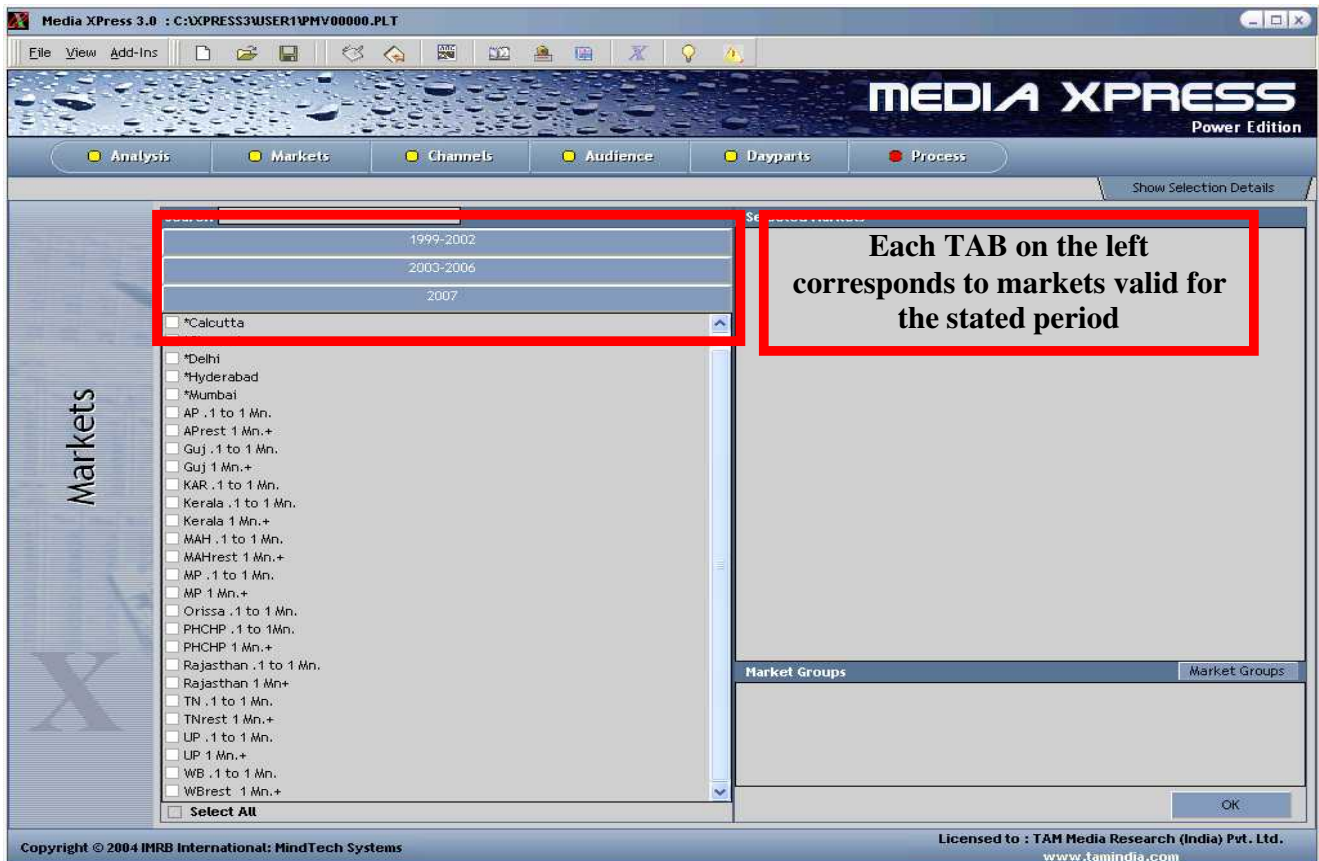 Media XPress 3.0 : C:\XPRESS3\USER1\PMV00000.PLT
File View Add-Ins
MEDIA XPRESS
Power Edition
Analysis Markets Channels Audience Dayparts Process
Show Selection Details
1999-2002
2003-2006
2007
Each TAB on the left
corresponds to markets valid for
the stated period
*Calcutta
*Delhi
*Hyderabad
*Mumbai
AP .1 to 1 Mn.
APrest 1 Mn.+
Guj .1 to 1 Mn.
Guj 1 Mn.+
KAR .1 to 1 Mn.
Kerala .1 to 1 Mn.
Kerala 1 Mn.+
MAH .1 to 1 Mn.
MAHrest 1 Mn.+
MP .1 to 1 Mn.
MP 1 Mn.+
Orissa .1 to 1 Mn.
PHCHP .1 to 1Mn.
PHCHP 1 Mn.+
Rajasthan .1 to 1 Mn.
Rajasthan 1 Mn+
TN .1 to 1 Mn.
TNrest 1 Mn.+
UP .1 to 1 Mn.
UP 1 Mn.+
WB .1 to 1 Mn.
WBrest 1 Mn.+
Select All
Markets
X
Market Groups Market Groups
OK
Copyright © 2004 IMRB International: MindTech Systems
Licensed to : TAM Media Research (India) Pvt. Ltd.
www.tamindia.com